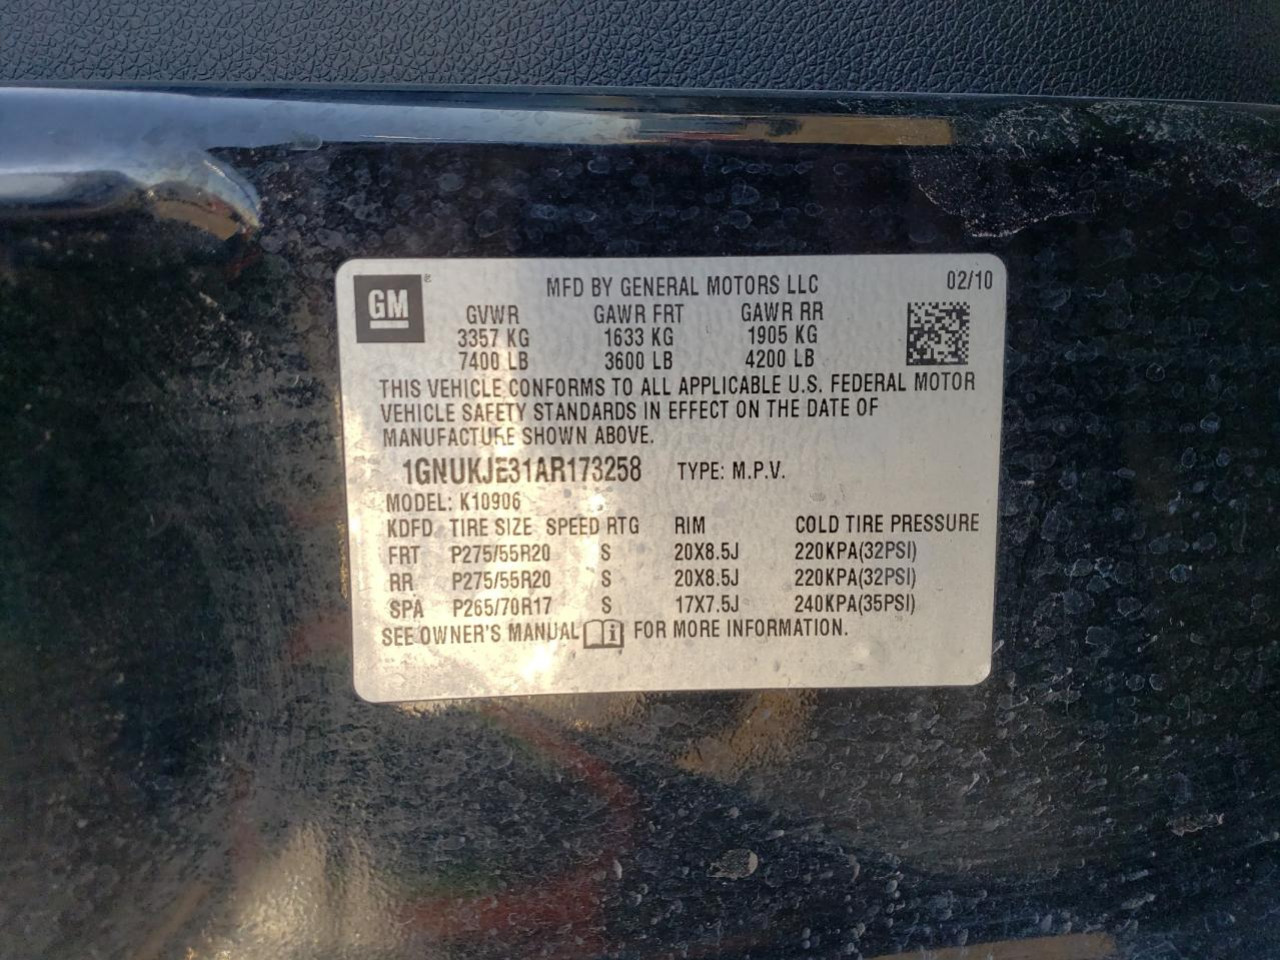 GM® MFD BY GENERAL MOTORS LLC 02/10
GVWR GAWR FRT GAWR RR
3357 KG 1633 KG 1905 KG
7400 LB 3600 LB 4200 LB
THIS VEHICLE CONFORMS TO ALL APPLICABLE U.S. FEDERAL MOTOR
VEHICLE SAFETY STANDARDS IN EFFECT ON THE DATE OF
MANUFACTURE SHOWN ABOVE.
1GNUKJE31AR173258 TYPE: M.P.V.
MODEL: K10906
KDFD TIRE SIZE SPEED RTG RIM COLD TIRE PRESSURE
FRT P275/55R20 S 20X8.5J 220KPA(32PSI)
RR P275/55R20 S 20X8.5J 220KPA(32PSI)
SPA P265/70R17 S 17X7.5J 240KPA(35PSI)
SEE OWNER'S MANUAL FOR MORE INFORMATION.